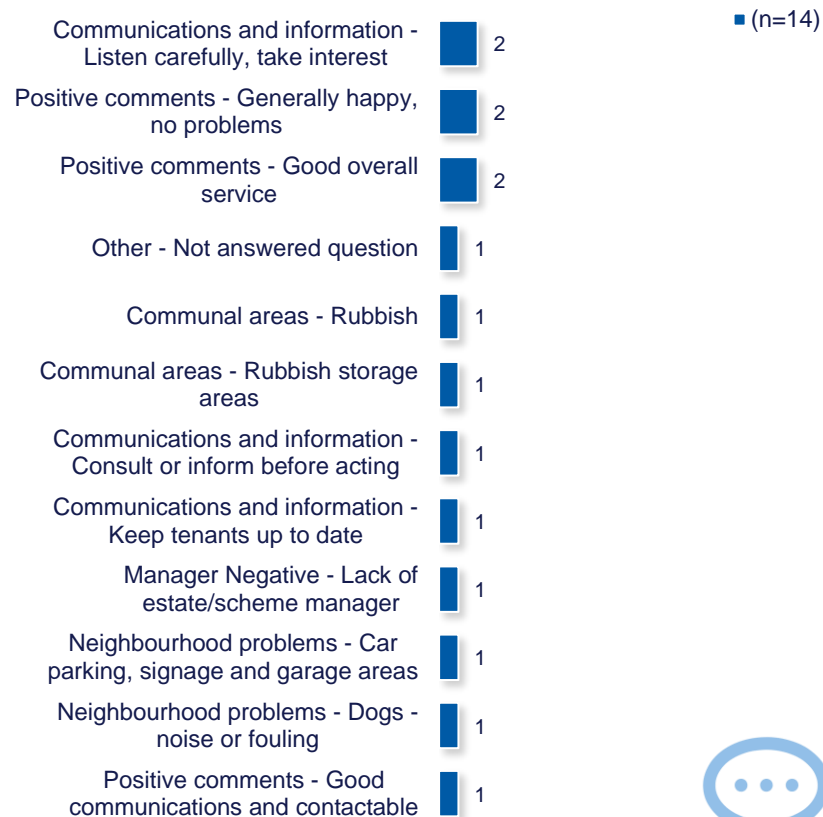 (n=14)
Communications and information -
Listen carefully, take interest
2
Positive comments - Generally happy,
no problems
2
Positive comments - Good overall
service
2
Other - Not answered question
1
Communal areas - Rubbish
1
Communal areas - Rubbish storage
areas
1
Communications and information -
Consult or inform before acting
1
Communications and information -
Keep tenants up to date
1
Manager Negative - Lack of
estate/scheme manager
1
Neighbourhood problems - Car
parking, signage and garage areas
1
Neighbourhood problems - Dogs -
noise or fouling
1
Positive comments - Good
communications and contactable
1